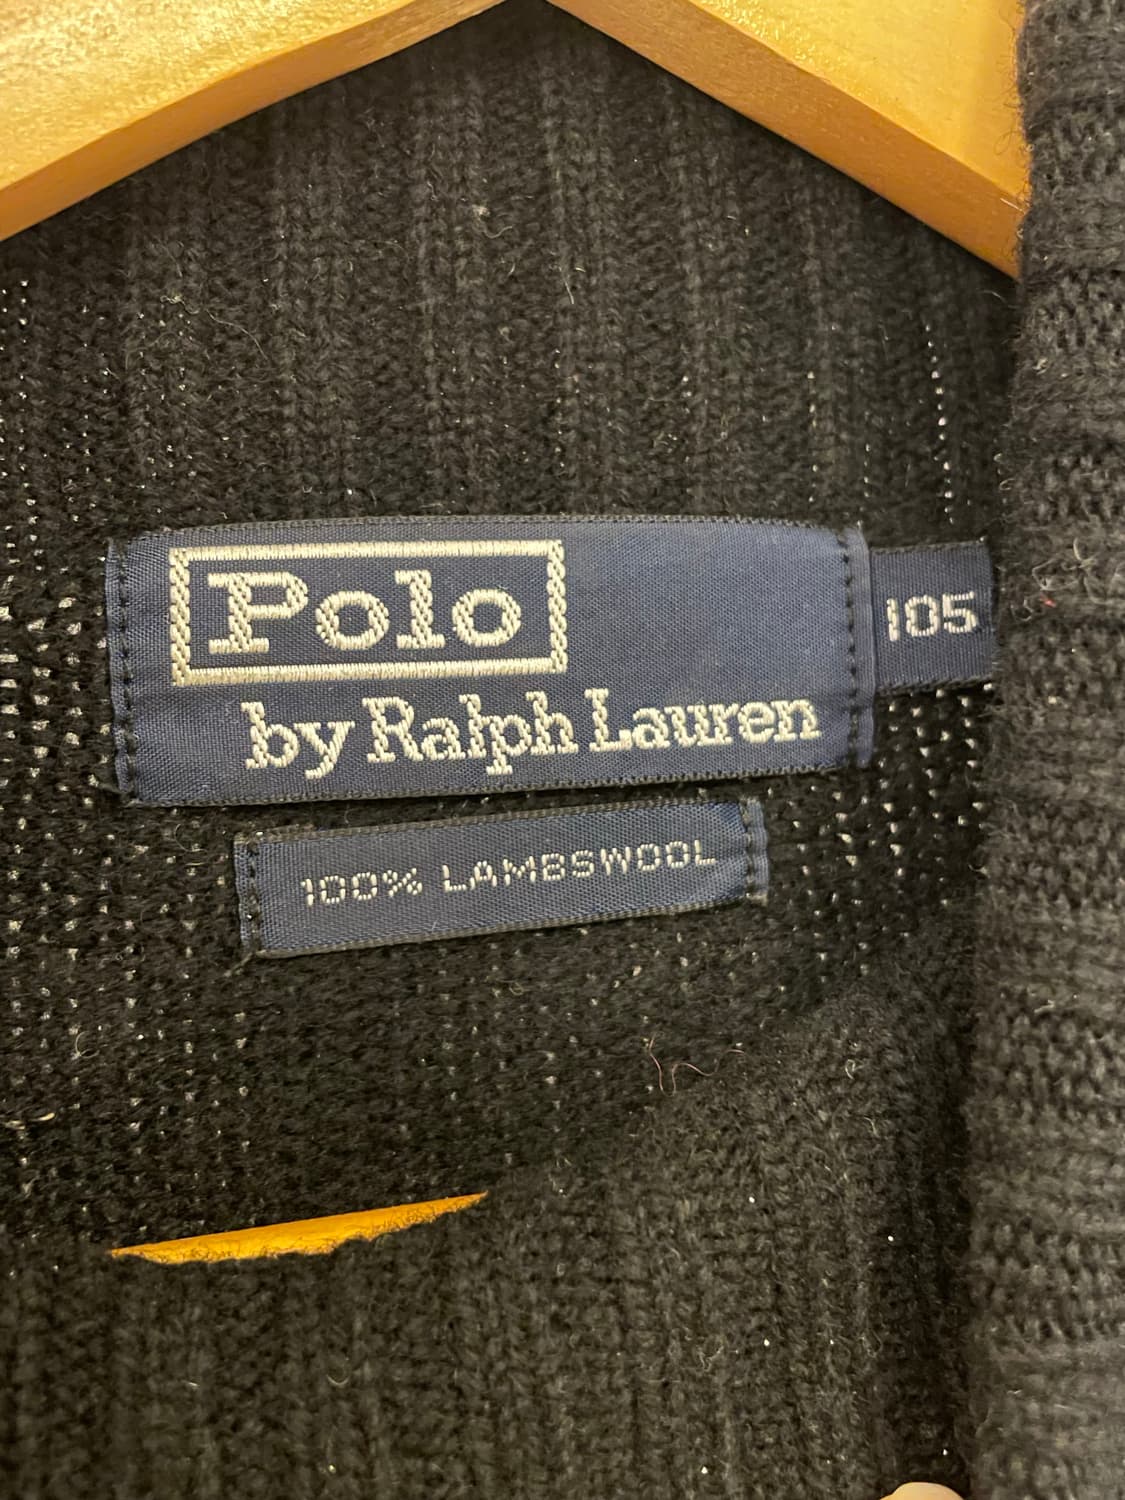 Polo
by Ralph Lauren
105
100% LAMBSWOOL